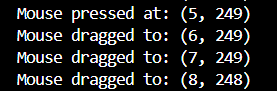 Mouse pressed at: (5, 249)
Mouse dragged to: (6, 249)
Mouse dragged to: (7, 249)
Mouse dragged to: (8, 248)